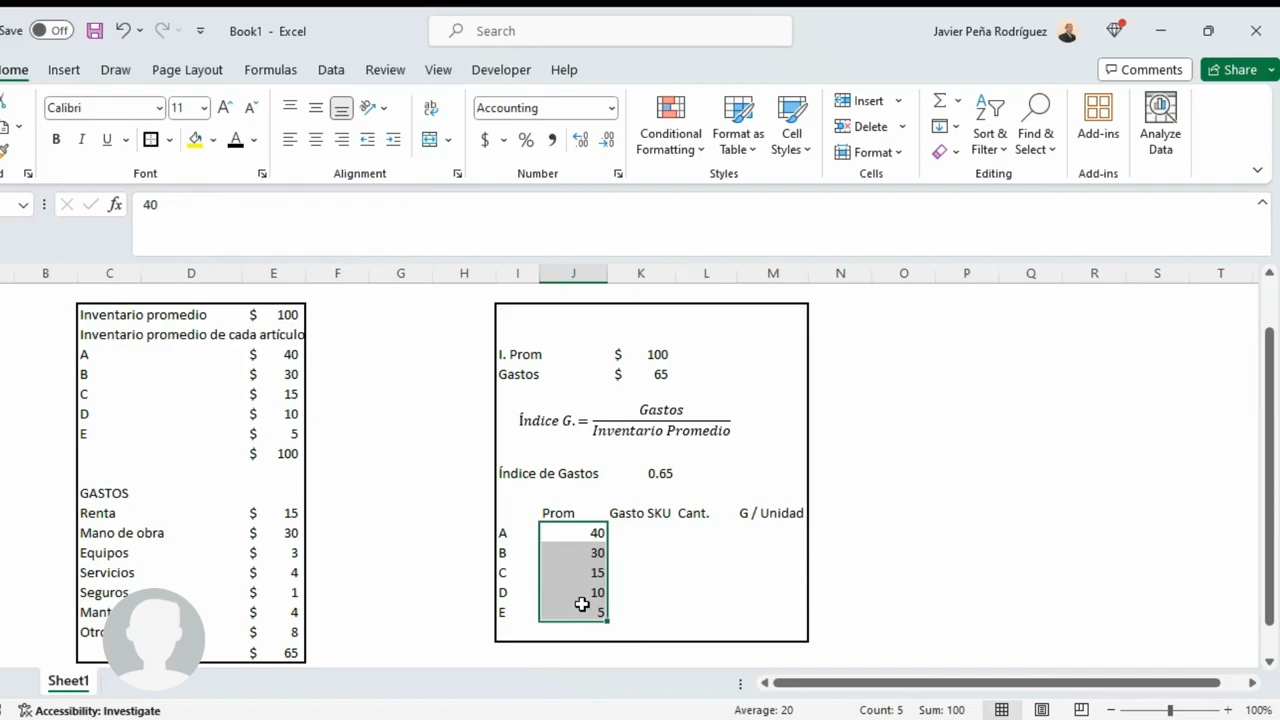 Save Off Book1 - Excel Search Javier Peña Rodríguez
Home Insert Draw Page Layout Formulas Data Review View Developer Help Comments Share
Calibri 11 Accounting
Insert
Delete
Format
Conditional Formatting
Format as Table
Cell Styles
Sort & Filter
Find & Select
Add-ins
Analyze Data
Font Alignment Number Styles Cells Editing Add-ins
fx 40
B C D E F G H I J K L M N O P Q R S T
Inventario promedio $ 100
Inventario promedio de cada artículo
A $ 40
B $ 30
C $ 15
D $ 10
E $ 5
$ 100
GASTOS
Renta $ 15
Mano de obra $ 30
Equipos $ 3
Servicios $ 4
Seguros $ 1
$ 4
$ 8
$ 65
I. Prom $ 100
Gastos $ 65
Índice G. = Gastos
Inventario Promedio
Índice de Gastos 0.65
Prom Gasto SKU Cant. G / Unidad
A 40
B 30
C 15
D 10
E 5
Sheet1
Accessibility: Investigate Average: 20 Count: 5 Sum: 100 100%